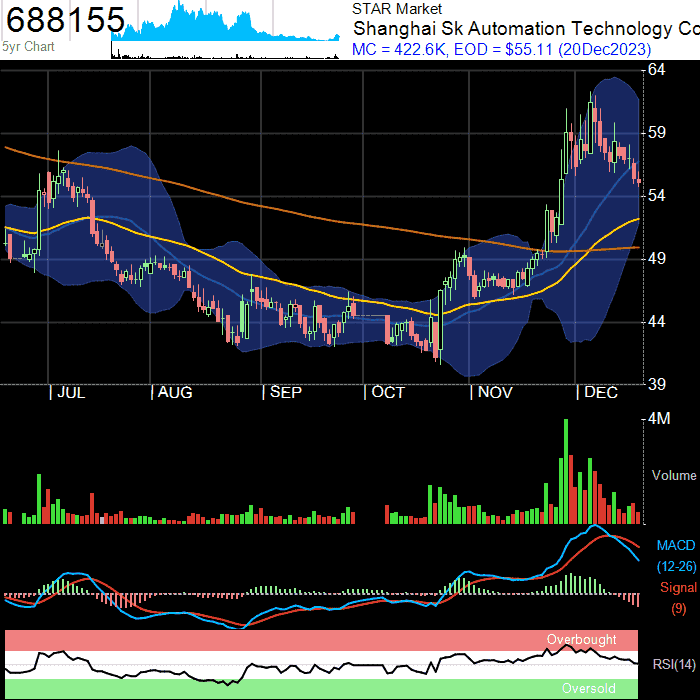 688155
5yr Chart
STAR Market
Shanghai Sk Automation Technology Co
MC = 422.6K, EOD = $55.11 (20Dec2023)
64
59
54
49
44
39
| JUL | AUG | SEP | OCT | NOV | DEC
4M
Volume
MACD
(12-26)
Signal
(9)
Overbought
RSI(14)
Oversold